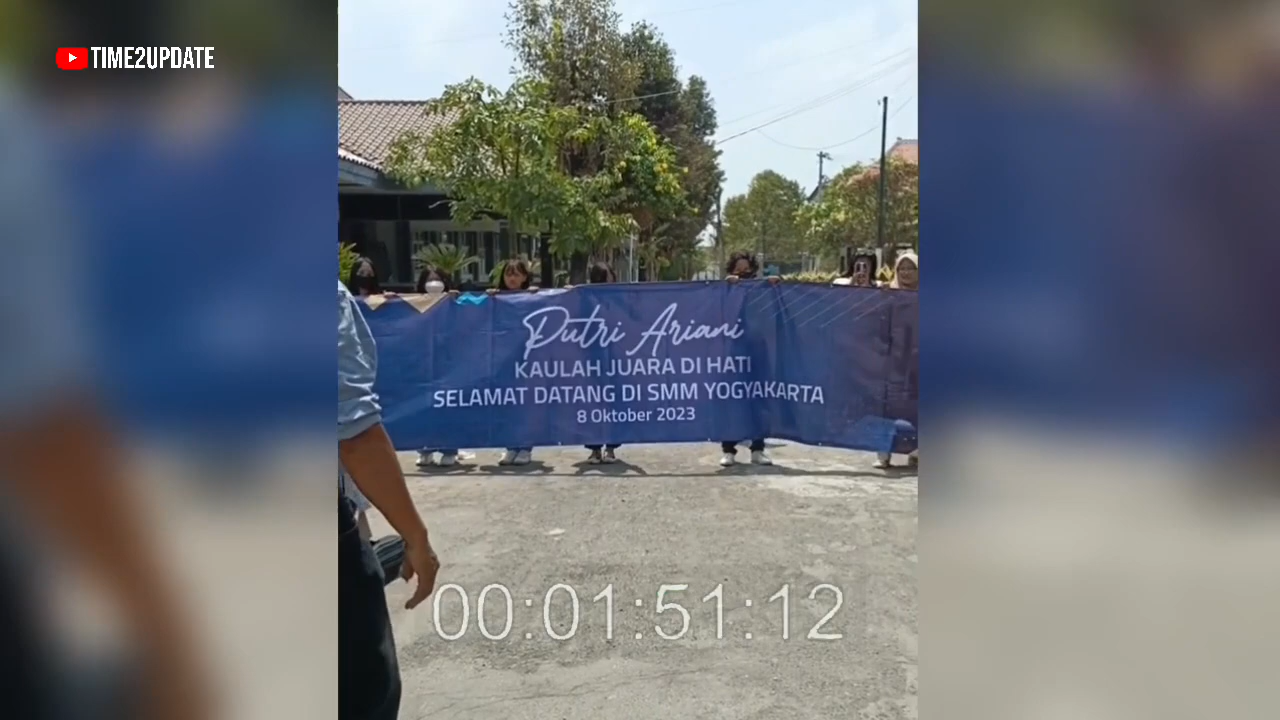 TIME2UPDATE
Putri Ariani
KAULAH JUARA DI HATI
SELAMAT DATANG DI SMM YOGYAKARTA
8 Oktober 2023
00:01:51:12